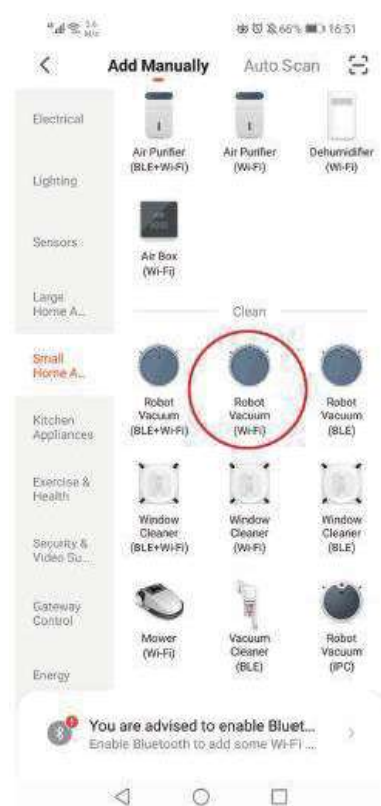 66% 16:51
Add Manually Auto Scan
Electrical
Lighting
Sensors
Large
Home A...
Small
Home A...
Kitchen
Appliances
Exercise &
Health
Security &
Video Su...
Gateway
Control
Energy
Air Purifier
(BLE+Wi-Fi)
Air Purifier
(Wi-Fi)
Dehumidifier
(Wi-Fi)
Air Box
(Wi-Fi)
Clean
Robot
Vacuum
(BLE+Wi-Fi)
Robot
Vacuum
(Wi-Fi)
Robot
Vacuum
(BLE)
Window
Cleaner
(BLE+Wi-Fi)
Window
Cleaner
(Wi-Fi)
Window
Cleaner
(BLE)
Mower
(Wi-Fi)
Vacuum
Cleaner
(BLE)
Robot
Vacuum
(IPC)
You are advised to enable Bluet...
Enable Bluetooth to add some Wi-Fi ...